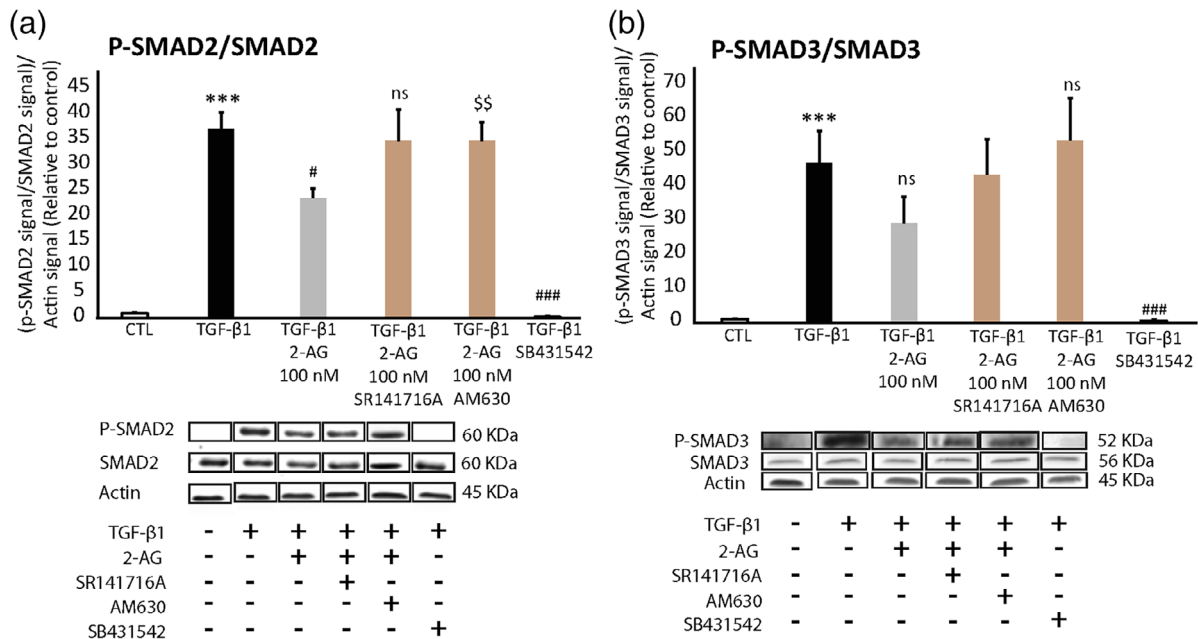 (a)
P-SMAD2/SMAD2
(p-SMAD2 signal/SMAD2 signal)/
Actin signal (Relative to control)
45
40
35
30
25
20
15
10
5
0
***
#
ns
$$
###
CTL
TGF-β1
TGF-β1
2-AG
100 nM
TGF-β1
2-AG
100 nM
SR141716A
TGF-β1
2-AG
100 nM
AM630
TGF-β1
SB431542
P-SMAD2
60 KDa
SMAD2
60 KDa
Actin
45 KDa
TGF-β1 - + + + + +
2-AG - - + + + -
SR141716A - - - + - -
AM630 - - - - + -
SB431542 - - - - - +
(b)
P-SMAD3/SMAD3
(p-SMAD3 signal/SMAD3 signal)/
Actin signal (Relative to control)
70
60
50
40
30
20
10
0
***
ns
ns
###
CTL
TGF-β1
TGF-β1
2-AG
100 nM
TGF-β1
2-AG
100 nM
SR141716A
TGF-β1
2-AG
100 nM
AM630
TGF-β1
SB431542
P-SMAD3
52 KDa
SMAD3
56 KDa
Actin
45 KDa
TGF-β1 - + + + + +
2-AG - - + + + -
SR141716A - - - + - -
AM630 - - - - + -
SB431542 - - - - - +